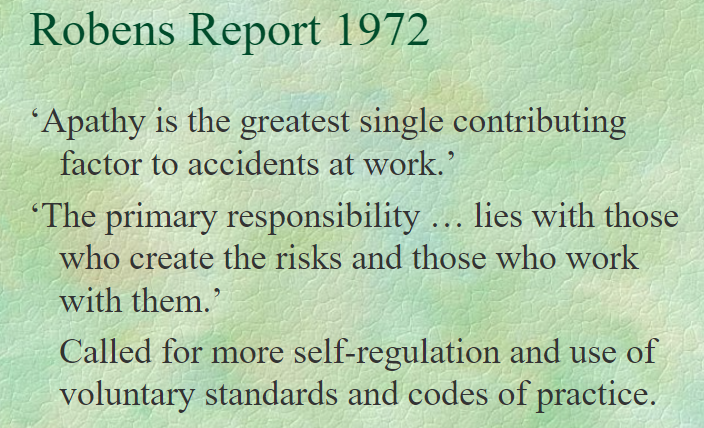 Robens Report 1972
‘Apathy is the greatest single contributing
factor to accidents at work.’
‘The primary responsibility … lies with those
who create the risks and those who work
with them.’
Called for more self-regulation and use of
voluntary standards and codes of practice.